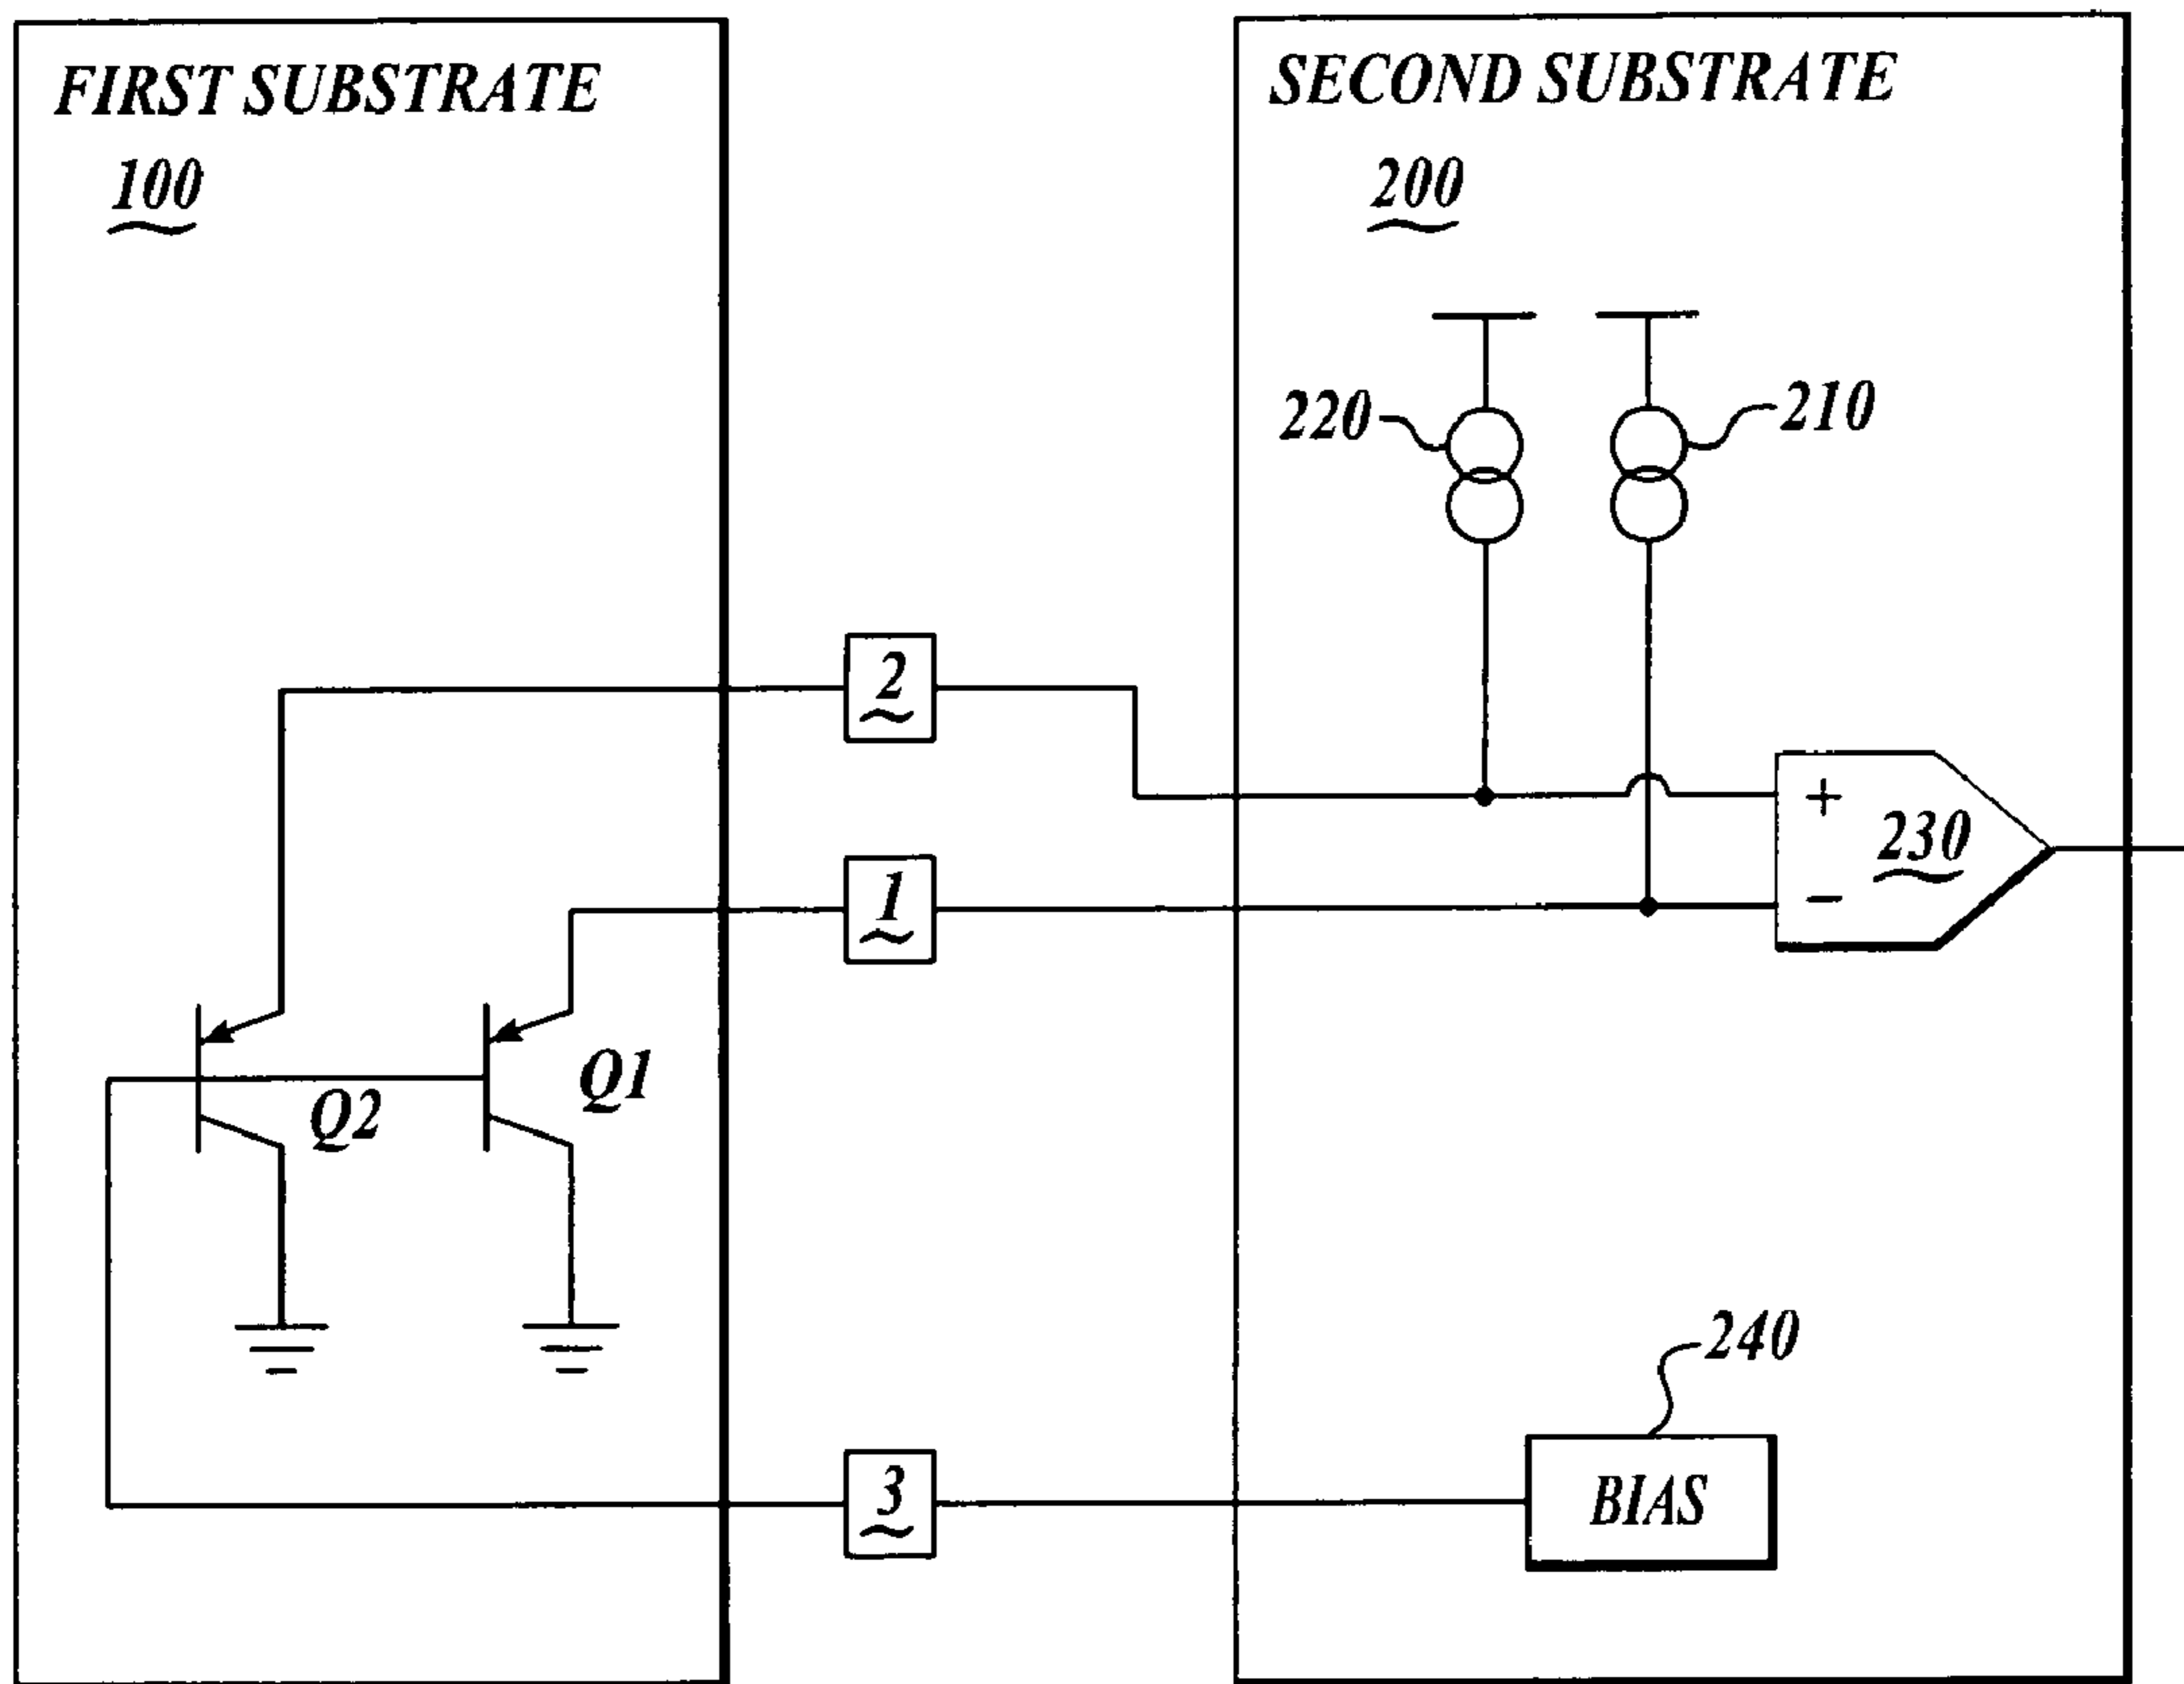 FIRST SUBSTRATE
100
SECOND SUBSTRATE
200
220
210
2
+
230
1
−
Q2
Q1
240
3
BIAS